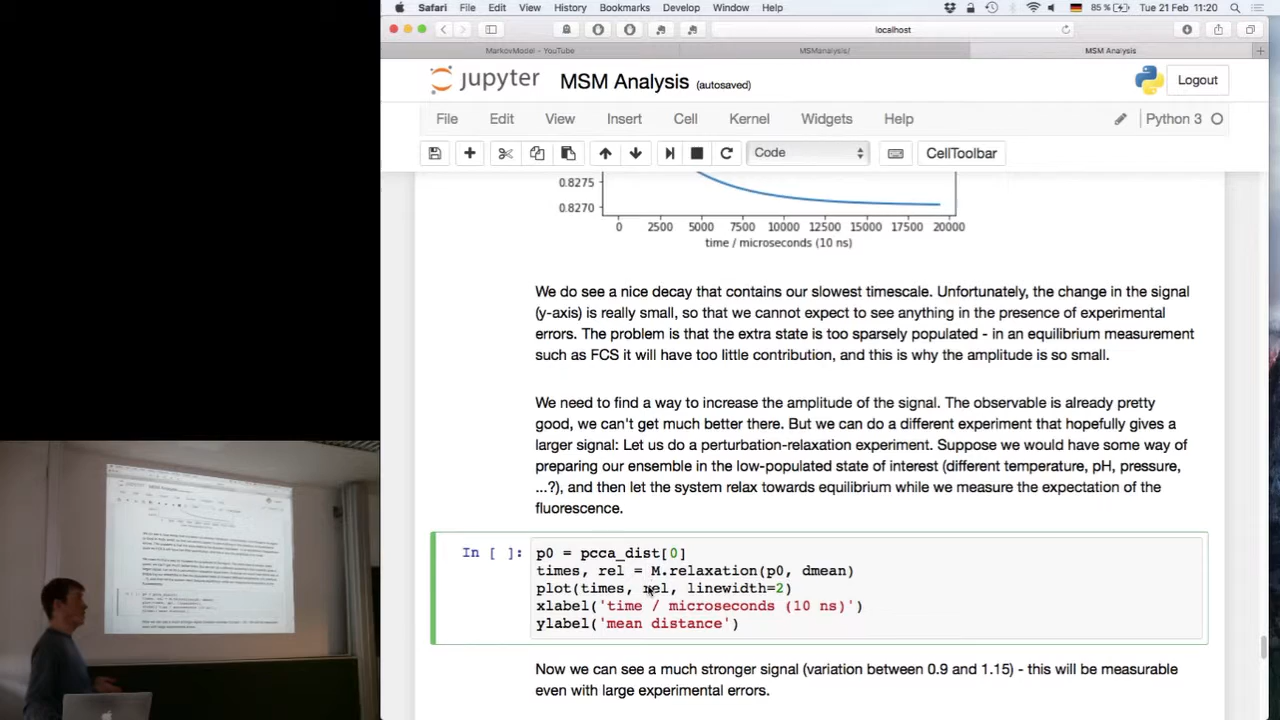 Safari File Edit View History Bookmarks Develop Window Help 85% Tue 21 Feb 11:20
localhost
MarkovModel - YouTube MSManalysis/ MSM Analysis
jupyter MSM Analysis (autosaved) Logout
File Edit View Insert Cell Kernel Widgets Help Python 3
Code CellToolbar
0.8275
0.8270
0 2500 5000 7500 10000 12500 15000 17500 20000
time / microseconds (10 ns)
We do see a nice decay that contains our slowest timescale. Unfortunately, the change in the signal
(y-axis) is really small, so that we cannot expect to see anything in the presence of experimental
errors. The problem is that the extra state is too sparsely populated - in an equilibrium measurement
such as FCS it will have too little contribution, and this is why the amplitude is so small.
We need to find a way to increase the amplitude of the signal. The observable is already pretty
good, we can't get much better there. But we can do a different experiment that hopefully gives a
larger signal: Let us do a perturbation-relaxation experiment. Suppose we would have some way of
preparing our ensemble in the low-populated state of interest (different temperature, pH, pressure,
...?), and then let the system relax towards equilibrium while we measure the expectation of the
fluorescence.
In [ ]: p0 = pcca_dist[0]
times, rel = M.relaxation(p0, dmean)
plot(times, rel, linewidth=2)
xlabel('time / microseconds (10 ns)')
ylabel('mean distance')
Now we can see a much stronger signal (variation between 0.9 and 1.15) - this will be measurable
even with large experimental errors.
MSM Analysis